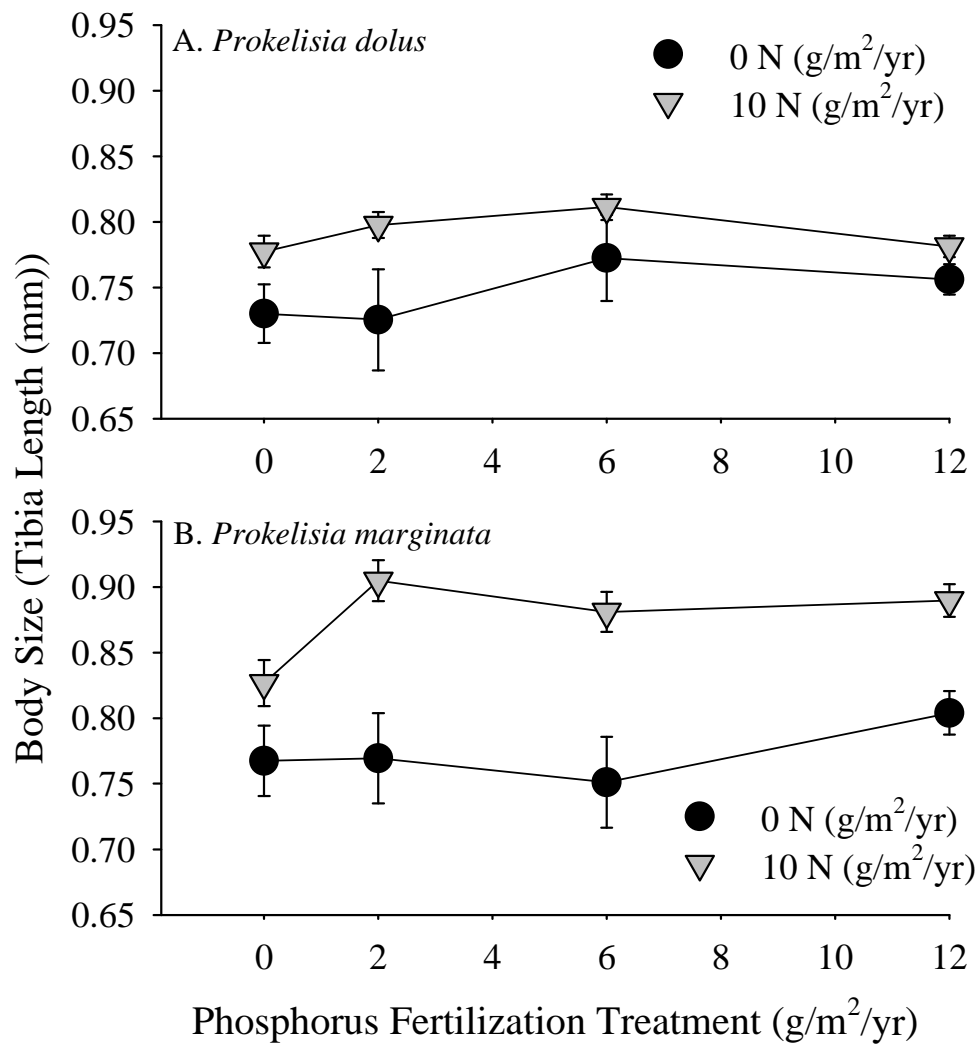 Body Size (Tibia Length (mm))
A. Prokelisia dolus
0 N (g/m²/yr)
10 N (g/m²/yr)
0.95
0.90
0.85
0.80
0.75
0.70
0.65
0 2 4 6 8 10 12
B. Prokelisia marginata
0.95
0.90
0.85
0.80
0.75
0.70
0.65
0 N (g/m²/yr)
10 N (g/m²/yr)
0 2 4 6 8 10 12
Phosphorus Fertilization Treatment (g/m²/yr)